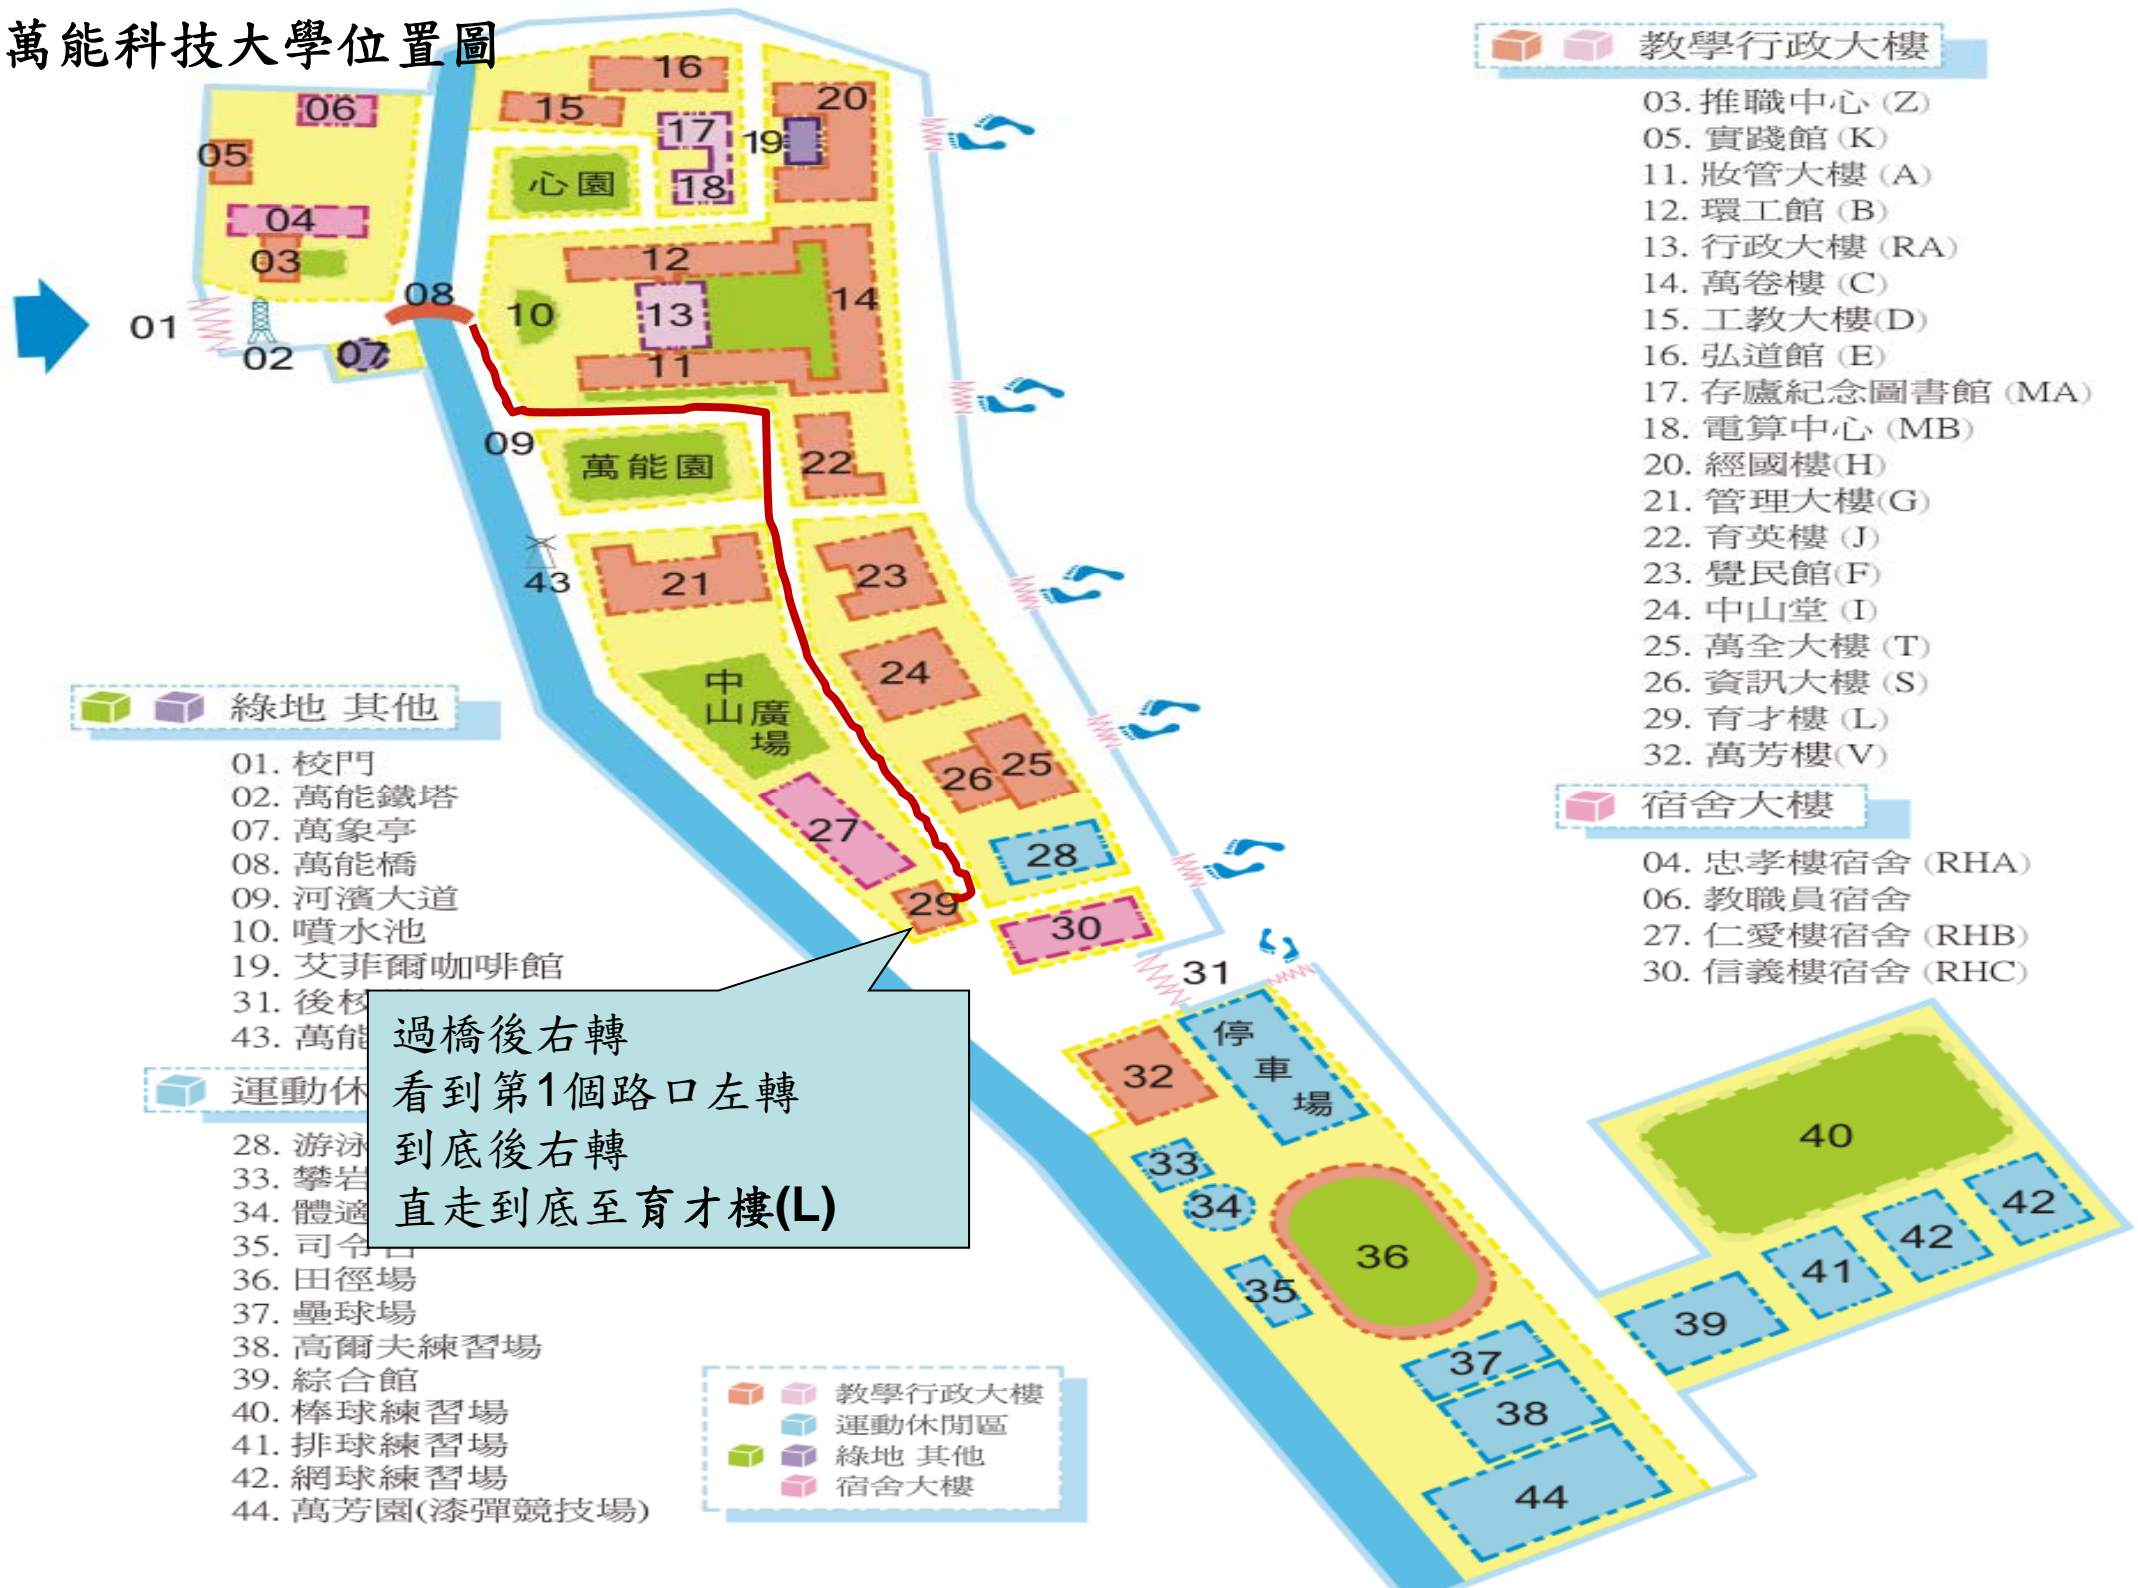 萬能科技大學位置圖
教學行政大樓
03. 推職中心 (Z)
05. 實踐館 (K)
11. 妝管大樓 (A)
12. 環工館 (B)
13. 行政大樓 (RA)
14. 萬卷樓 (C)
15. 工教大樓(D)
16. 弘道館 (E)
17. 存廬紀念圖書館 (MA)
18. 電算中心 (MB)
20. 經國樓(H)
21. 管理大樓(G)
22. 育英樓 (J)
23. 覺民館(F)
24. 中山堂 (I)
25. 萬全大樓 (T)
26. 資訊大樓 (S)
29. 育才樓 (L)
32. 萬芳樓(V)
宿舍大樓
04. 忠孝樓宿舍 (RHA)
06. 教職員宿舍
27. 仁愛樓宿舍 (RHB)
30. 信義樓宿舍 (RHC)
16
15
20
06
17
19
05
心園
18
04
03
12
08
10
13
14
01
02
07
11
09
萬能園
22
43
21
23
24
中山廣場
26
25
27
28
29
30
31
停車場
32
33
34
35
36
37
38
44
39
40
41
42
42
綠地 其他
01. 校門
02. 萬能鐵塔
07. 萬象亭
08. 萬能橋
09. 河濱大道
10. 噴水池
19. 艾菲爾咖啡館
31. 後校
43. 萬能
運動休
28. 游泳
33. 攀岩
34. 體適
35. 司令台
36. 田徑場
37. 壘球場
38. 高爾夫練習場
39. 綜合館
40. 棒球練習場
41. 排球練習場
42. 網球練習場
44. 萬芳園(漆彈競技場)
過橋後右轉
看到第1個路口左轉
到底後右轉
直走到底至育才樓(L)
教學行政大樓
運動休閒區
綠地 其他
宿舍大樓